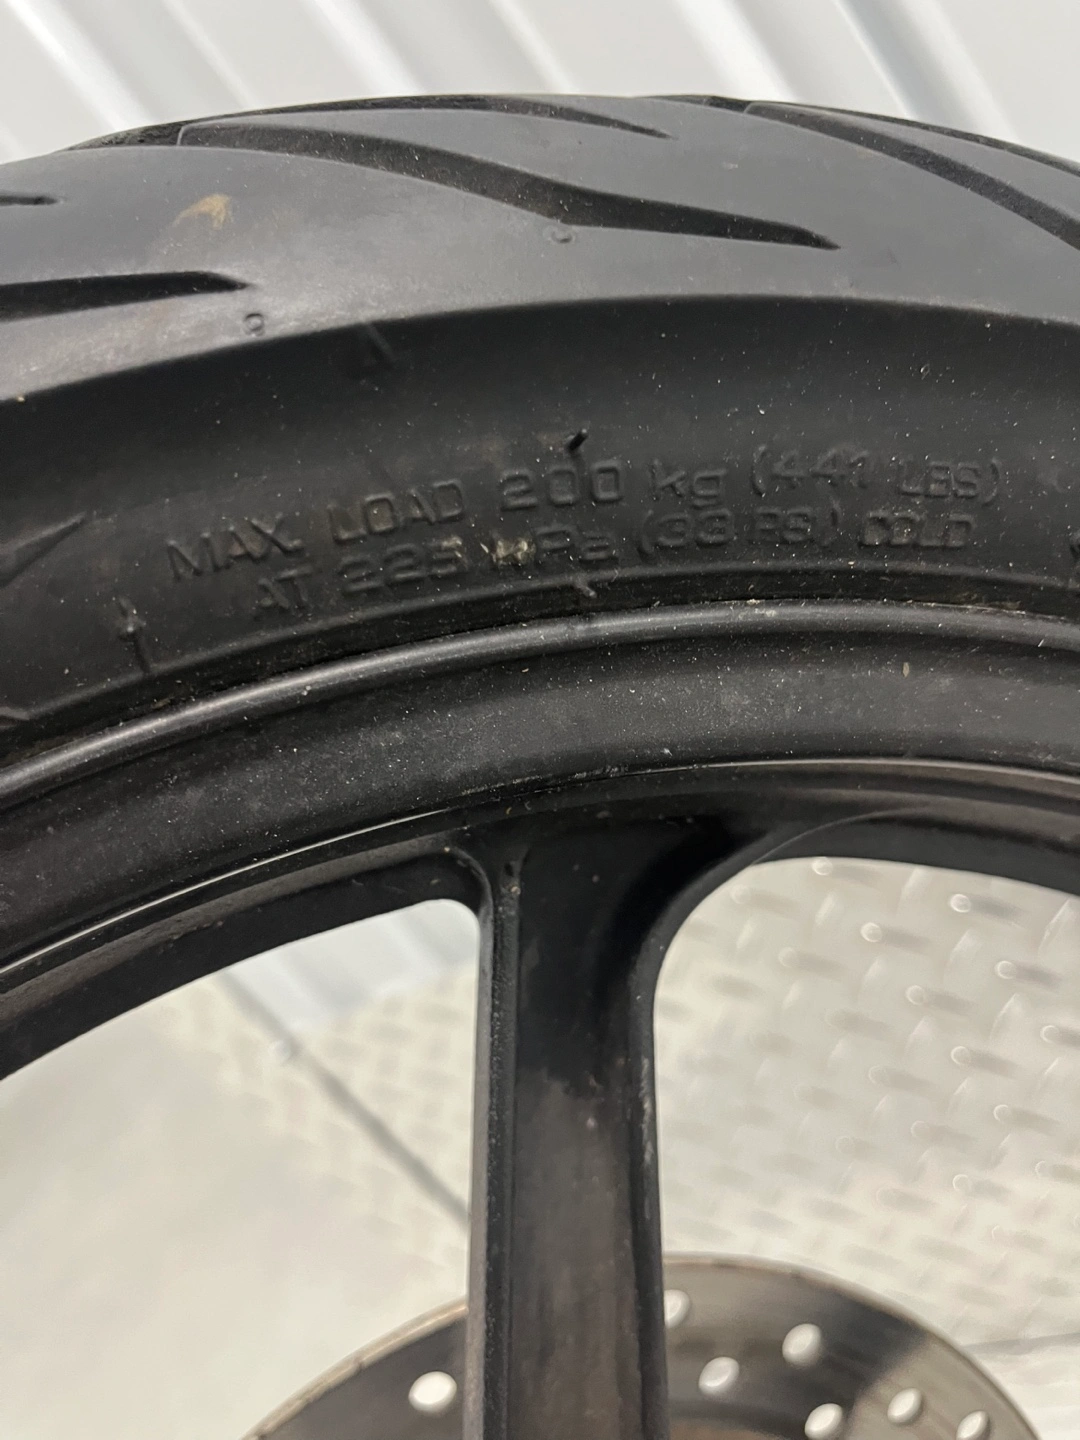 MAX. LOAD 200 kg (441 LBS)
AT 225 KPa (33 PSI) COLD